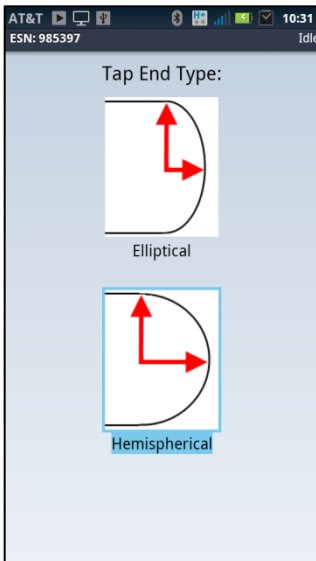 AT&T 10:31
ESN: 985397 Idle
Tap End Type:
Elliptical
Hemispherical